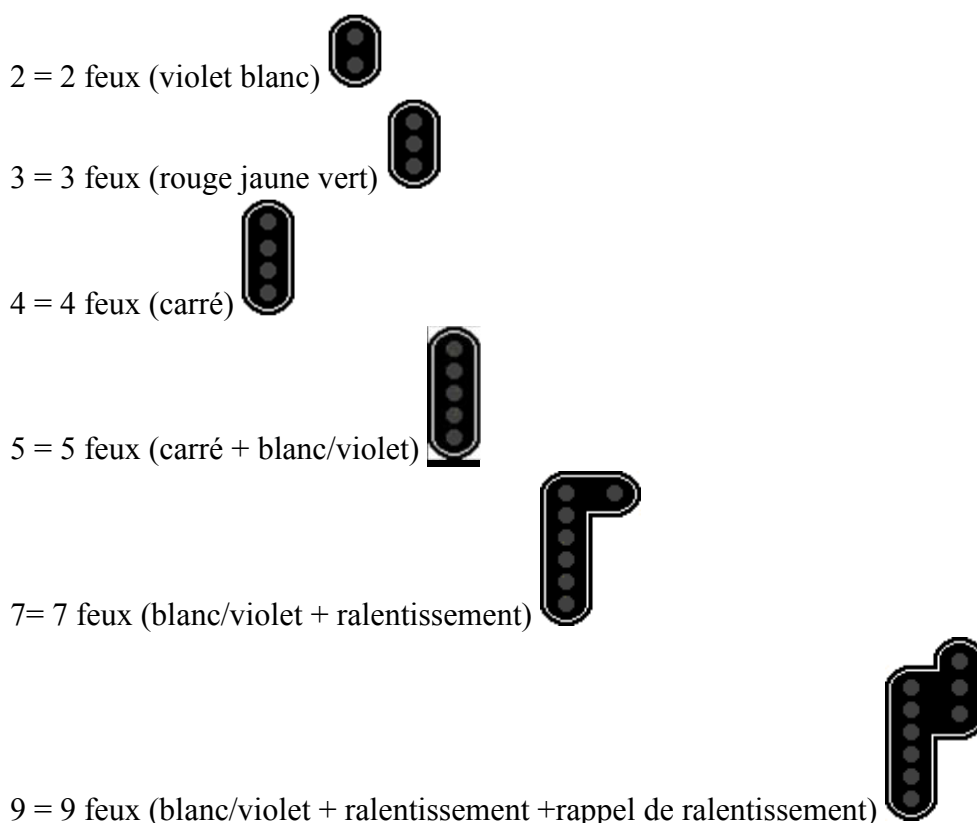 2 = 2 feux (violet blanc)
3 = 3 feux (rouge jaune vert)
4 = 4 feux (carré)
5 = 5 feux (carré + blanc/violet)
7= 7 feux (blanc/violet + ralentissement)
9 = 9 feux (blanc/violet + ralentissement +rappel de ralentissement)